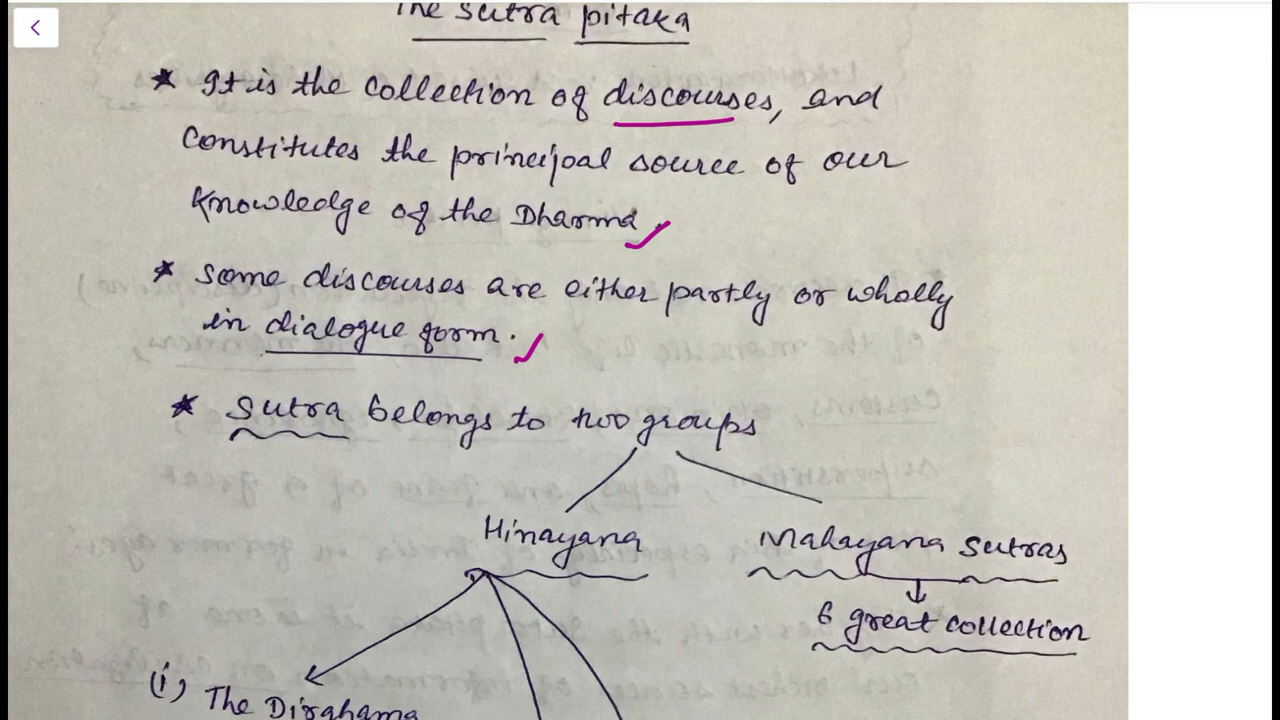 The Sutra pitaka
* It is the collection of discourses, and
constitutes the principal source of our
knowledge of the Dharma.
* Some discourses are either partly or wholly
in dialogue form.
* Sutra belongs to two groups
Hinayana
Mahayana Sutras
6 great collection
(i) The Dirghama